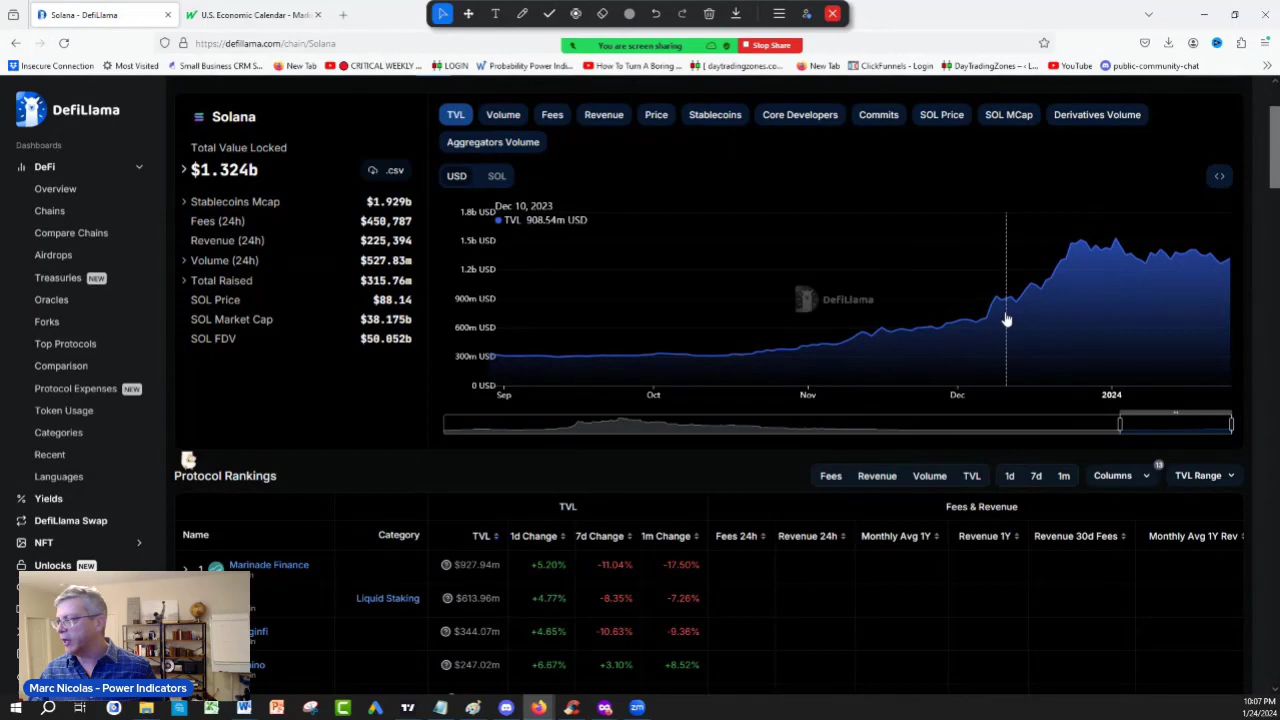 Solana - DefiLlama
U.S. Economic Calendar - Mark
https://defillama.com/chain/Solana
You are screen sharing
Stop Share
Insecure Connection
Most Visited
Small Business CRM S...
New Tab
CRITICAL WEEKLY ...
LOGIN
Probability Power Indi...
How To Turn A Boring ...
[ daytradingzones.co...
New Tab
ClickFunnels - Login
DayTradingZones – L...
YouTube
public-community-chat
DefiLlama
Dashboards
DeFi
Overview
Chains
Compare Chains
Airdrops
Treasuries NEW
Oracles
Forks
Top Protocols
Comparison
Protocol Expenses NEW
Token Usage
Categories
Recent
Languages
Yields
DefiLlama Swap
NFT
Unlocks NEW
Solana
Total Value Locked
$1.324b
.csv
Stablecoins Mcap $1.929b
Fees (24h) $450,787
Revenue (24h) $225,394
Volume (24h) $527.83m
Total Raised $315.76m
SOL Price $88.14
SOL Market Cap $38.175b
SOL FDV $50.052b
TVL Volume Fees Revenue Price Stablecoins Core Developers Commits SOL Price SOL MCap Derivatives Volume
Aggregators Volume
USD SOL
Dec 10, 2023
TVL 908.54m USD
1.8b USD
1.5b USD
1.2b USD
900m USD
600m USD
300m USD
0 USD
DefiLlama
Sep Oct Nov Dec 2024
Protocol Rankings
Fees Revenue Volume TVL 1d 7d 1m Columns 13 TVL Range
TVL Fees & Revenue
Name Category TVL 1d Change 7d Change 1m Change Fees 24h Revenue 24h Monthly Avg 1Y Revenue 1Y Revenue 30d Fees Monthly Avg 1Y Rev
1 Marinade Finance $927.94m +5.20% -11.04% -17.50%
Liquid Staking $613.96m +4.77% -8.35% -7.26%
ginfi $344.07m +4.65% -10.63% -9.36%
ino $247.02m +6.67% +3.10% +8.52%
Marc Nicolas - Power Indicators
10:07 PM
1/24/2024